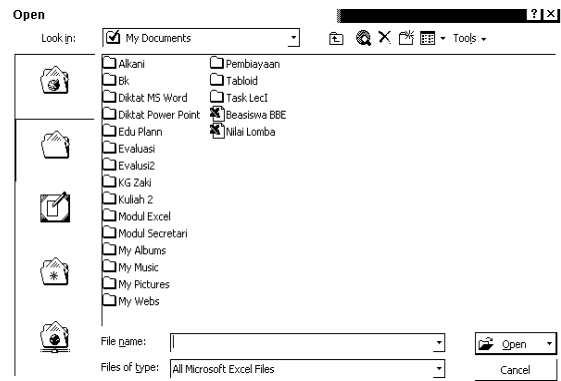 Open
Look in: My Documents Tools
Alkani
Bk
Diktat MS Word
Diktat Power Point
Edu Plann
Evaluasi
Evalusi2
KG Zaki
Kuliah 2
Modul Excel
Modul Secretari
My Albums
My Music
My Pictures
My Webs
Pembiayaan
Tabloid
Task LecI
Beasiswa BBE
Nilai Lomba
File name: Open
Files of type: All Microsoft Excel Files Cancel